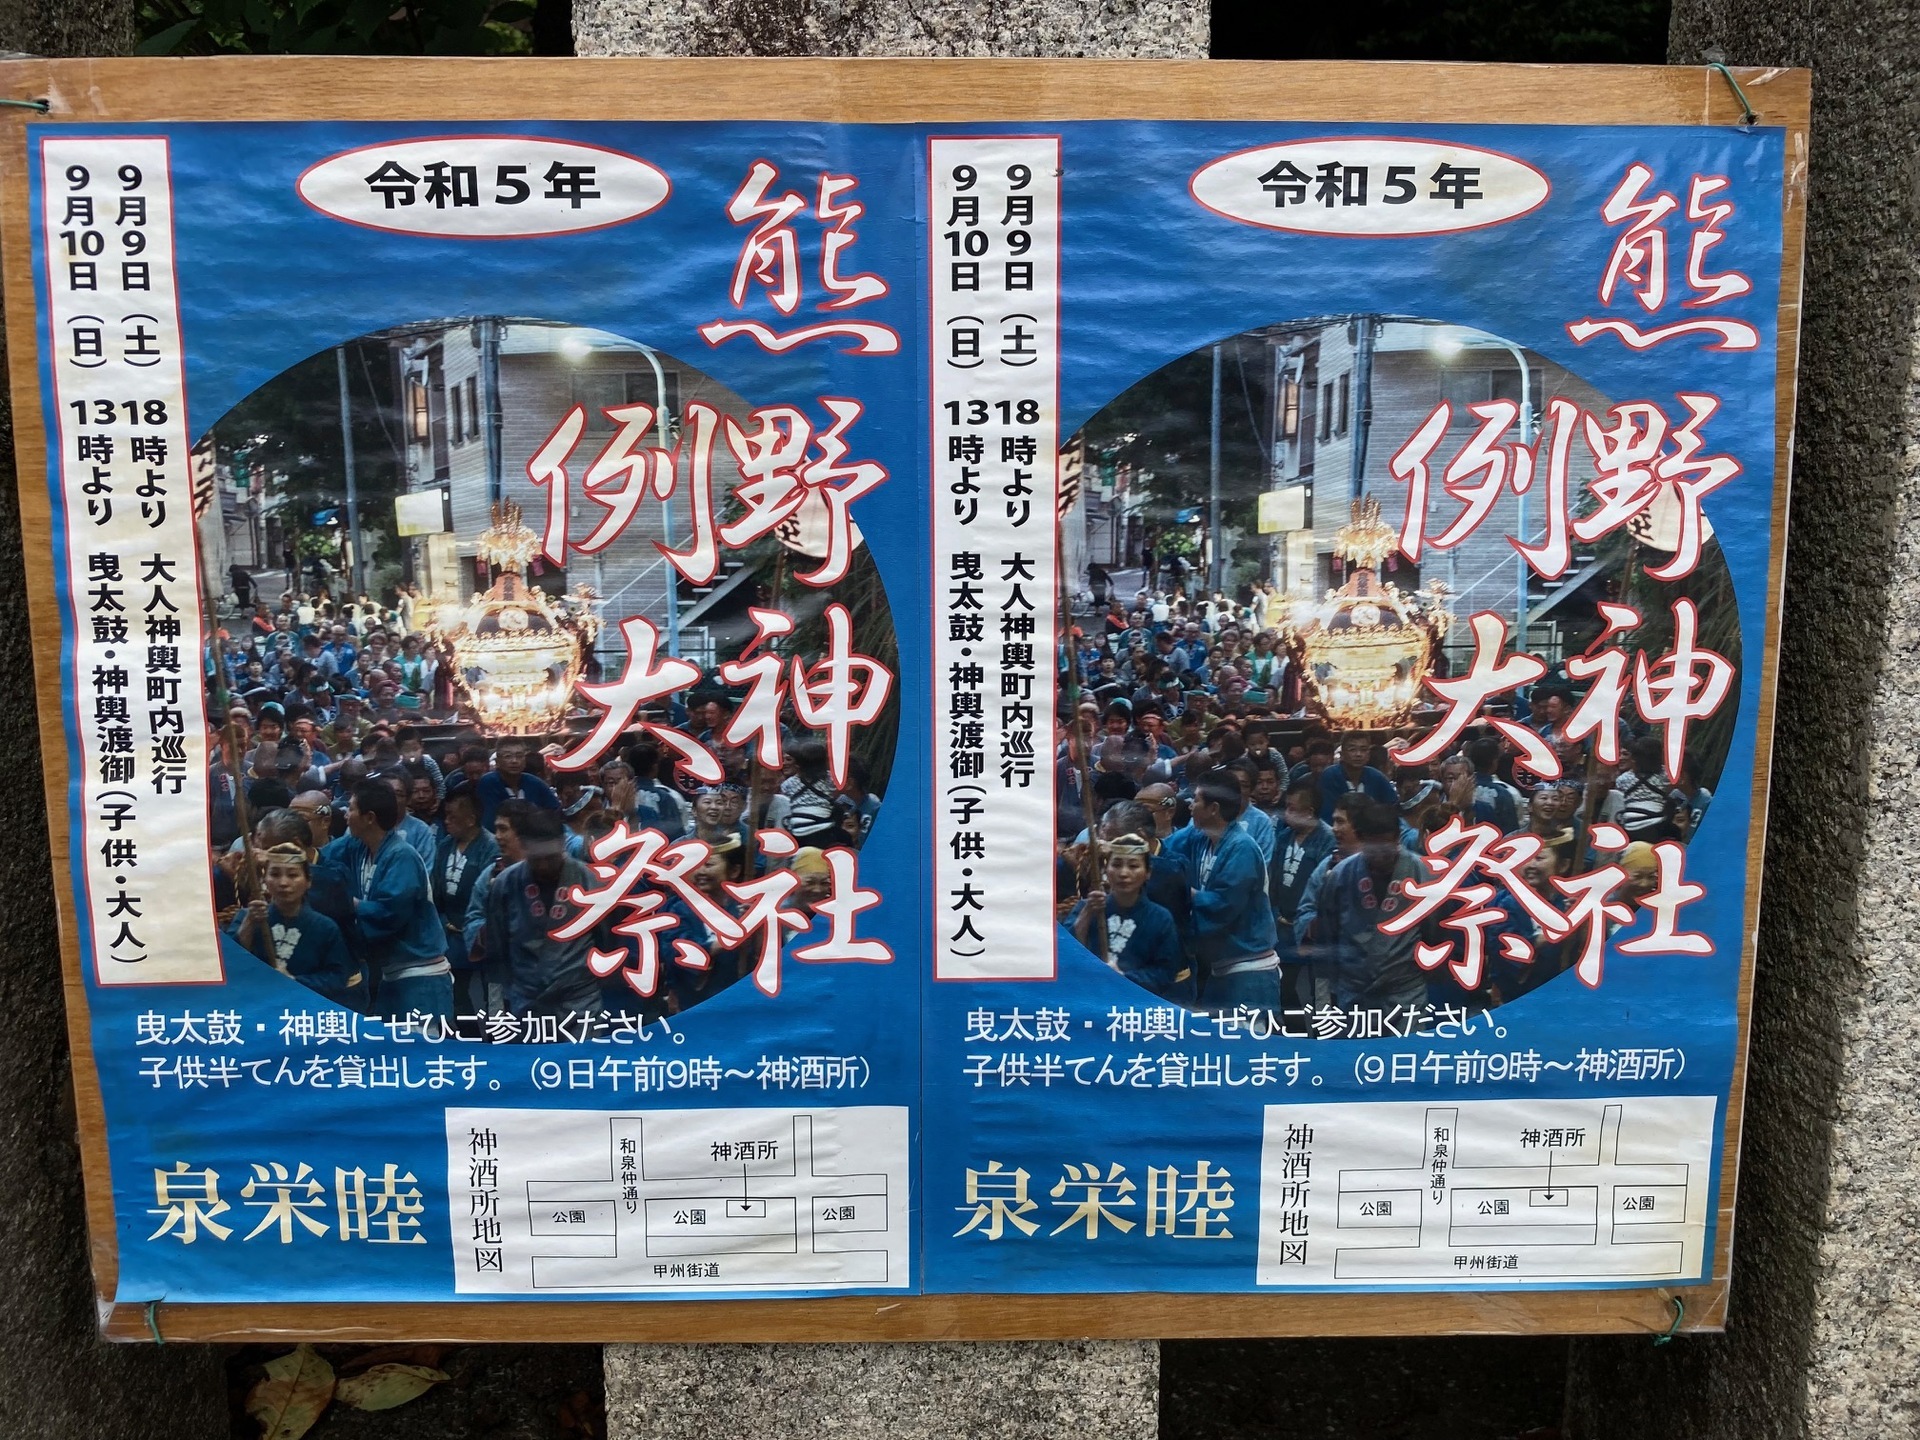 令和５年
熊野神社
例大祭
9月9日（土）　18時より　大人神輿町内巡行
9月10日（日）　13時より　曳太鼓・神輿渡御（子供・大人）
曳太鼓・神輿にぜひご参加ください。
子供半てんを貸出します。（9日午前9時～神酒所）
泉栄睦
神酒所地図
和泉仲通り
神酒所
公園
公園
公園
甲州街道
令和５年
熊野神社
例大祭
9月9日（土）　18時より　大人神輿町内巡行
9月10日（日）　13時より　曳太鼓・神輿渡御（子供・大人）
曳太鼓・神輿にぜひご参加ください。
子供半てんを貸出します。（9日午前9時～神酒所）
泉栄睦
神酒所地図
和泉仲通り
神酒所
公園
公園
公園
甲州街道